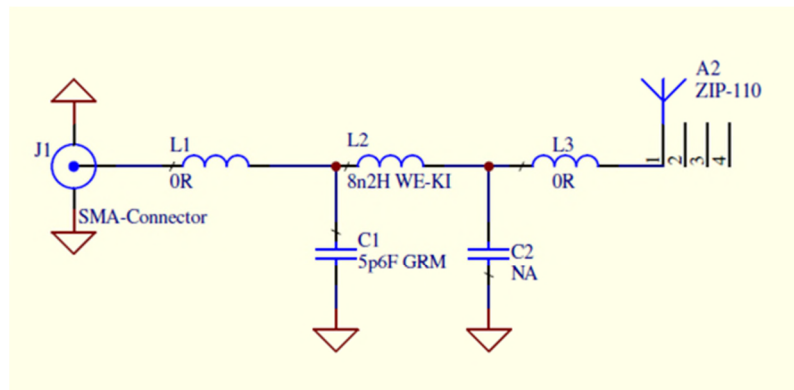 A2
ZIP-110
J1
L1
0R
L2
8n2H WE-KI
L3
0R
1
2
3
4
SMA-Connector
C1
5p6F GRM
C2
NA